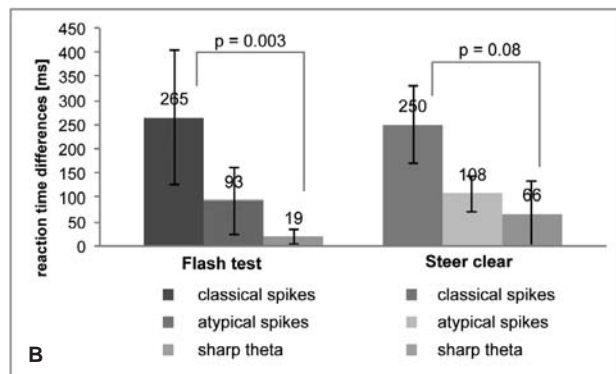 reaction time differences [ms]
450
400
350
300
250
200
150
100
50
0
p = 0.003
p = 0.08
265
93
19
250
108
66
Flash test
Steer clear
classical spikes
atypical spikes
sharp theta
classical spikes
atypical spikes
sharp theta
B